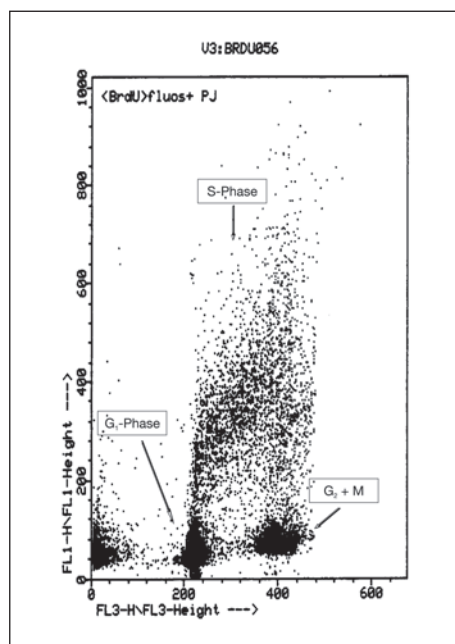 V3:BRDU056
<BrdU>fluos+ PJ
1000
800
600
400
200
0
FL1-H\FL1-Height --->
S-Phase
G₁-Phase
G₂ + M
0
200
400
600
FL3-H\FL3-Height --->